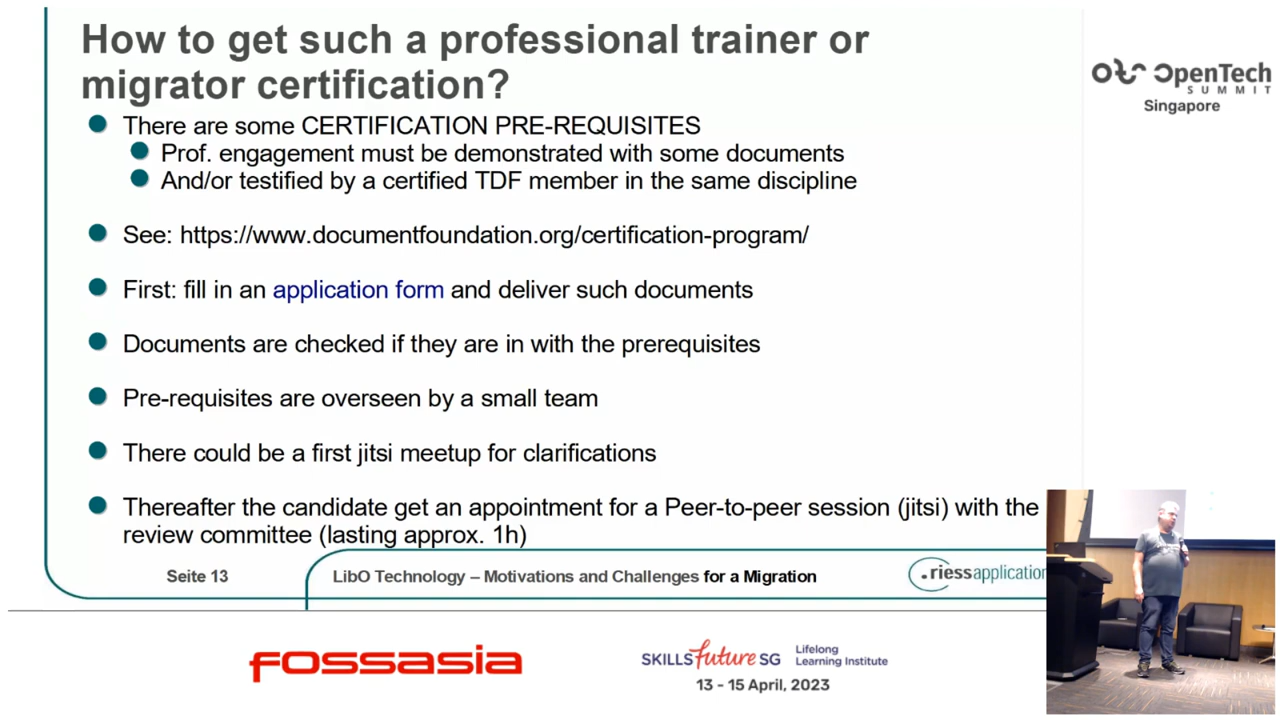 How to get such a professional trainer or
migrator certification?
There are some CERTIFICATION PRE-REQUISITES
Prof. engagement must be demonstrated with some documents
And/or testified by a certified TDF member in the same discipline
See: https://www.documentfoundation.org/certification-program/
First: fill in an application form and deliver such documents
Documents are checked if they are in with the prerequisites
Pre-requisites are overseen by a small team
There could be a first jitsi meetup for clarifications
Thereafter the candidate get an appointment for a Peer-to-peer session (jitsi) with the
review committee (lasting approx. 1h)
Seite 13
LibO Technology – Motivations and Challenges for a Migration
.riessapplication
OpenTech
SUMMIT
Singapore
FOSSASIA
SKILLSfuture SG
Lifelong
Learning Institute
13 - 15 April, 2023